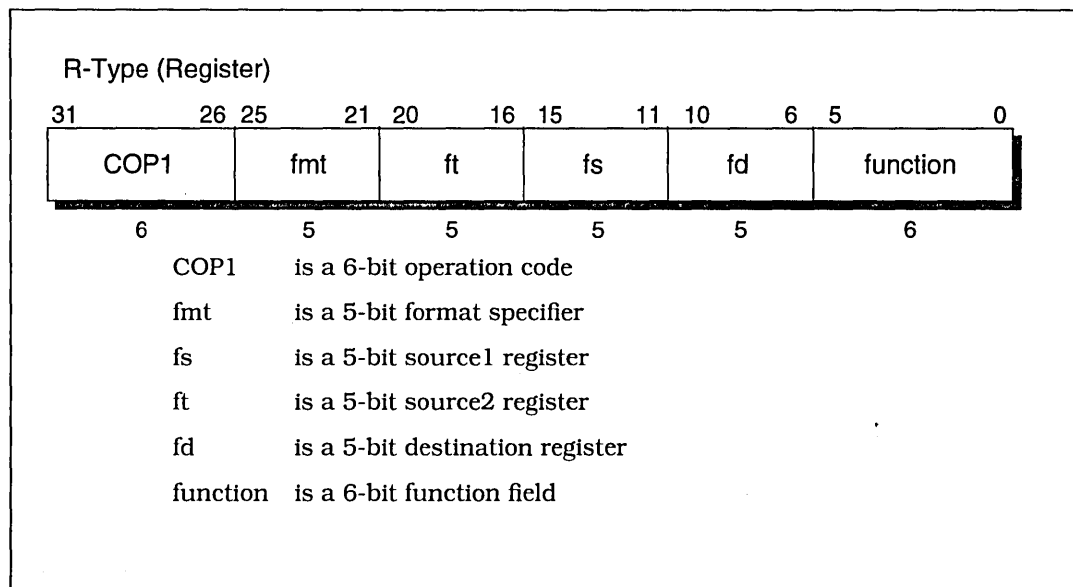 R-Type (Register)
31 26 25 21 20 16 15 11 10 6 5 0
COP1 fmt ft fs fd function
6 5 5 5 5 6
COP1 is a 6-bit operation code
fmt is a 5-bit format specifier
fs is a 5-bit source1 register
ft is a 5-bit source2 register
fd is a 5-bit destination register
function is a 6-bit function field